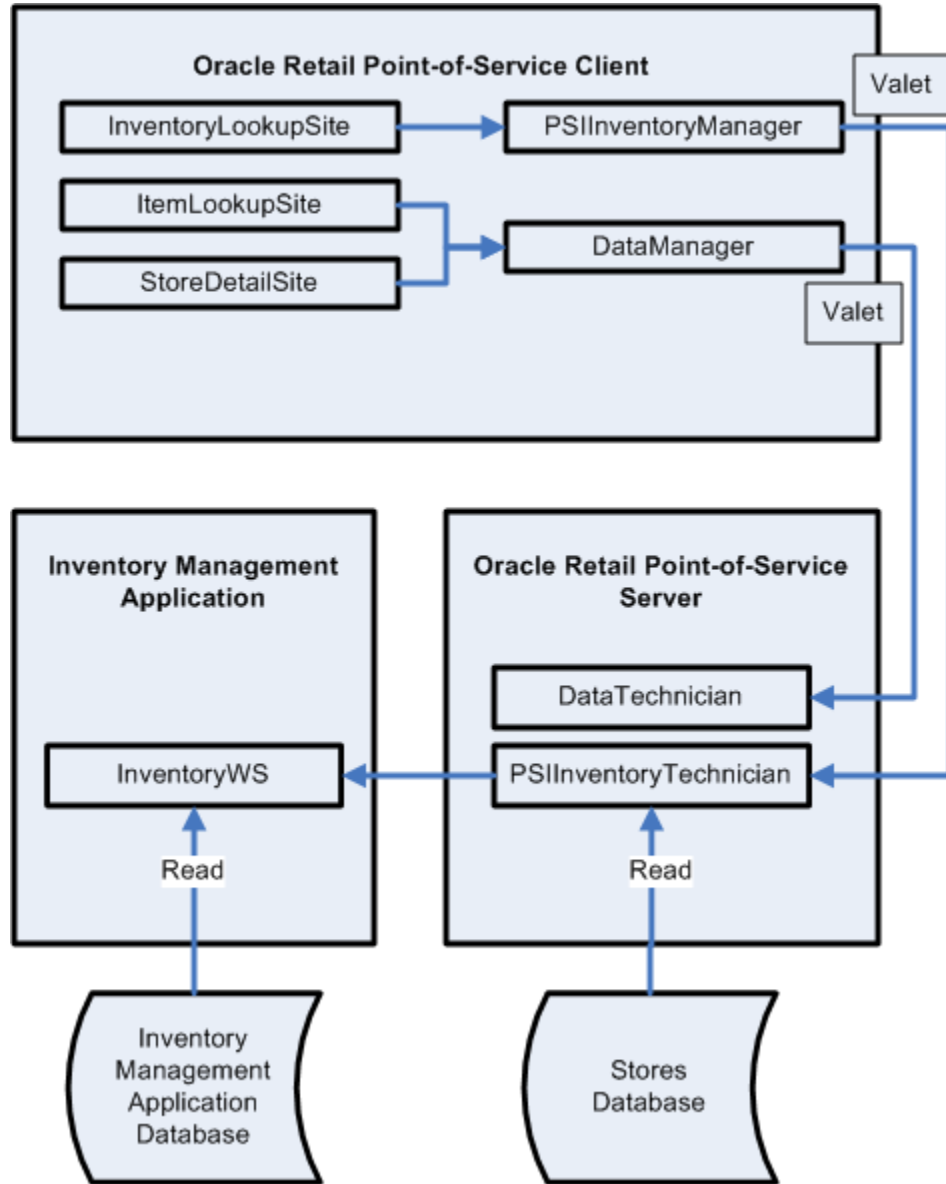 Oracle Retail Point-of-Service Client
Valet
InventoryLookupSite
PSIInventoryManager
ItemLookupSite
DataManager
StoreDetailSite
Valet
Inventory Management
Application
Oracle Retail Point-of-Service
Server
DataTechnician
InventoryWS
PSIInventoryTechnician
Read
Read
Inventory
Management
Application
Database
Stores
Database